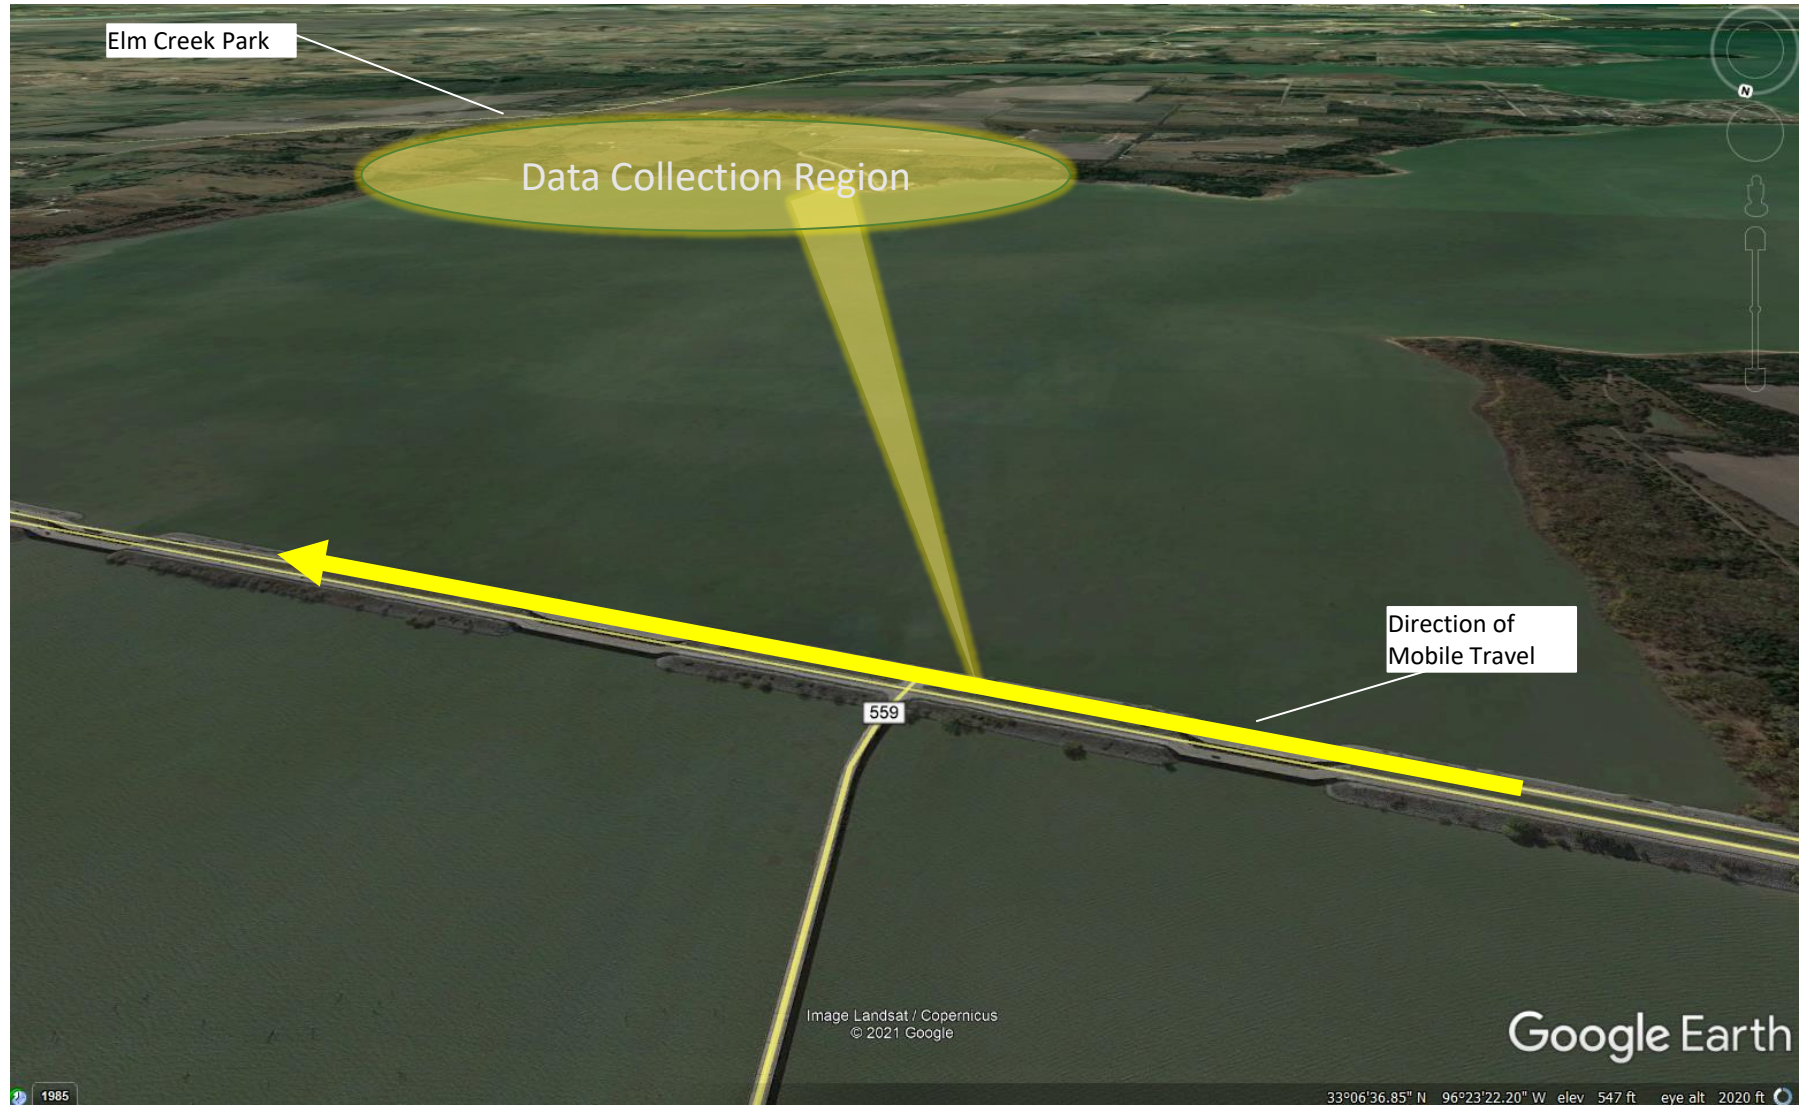 Elm Creek Park
N
Data Collection Region
Direction of
Mobile Travel
559
Image Landsat / Copernicus
© 2021 Google
Google Earth
1985
33°06'36.85" N 96°23'22.20" W elev 547 ft eye alt 2020 ft